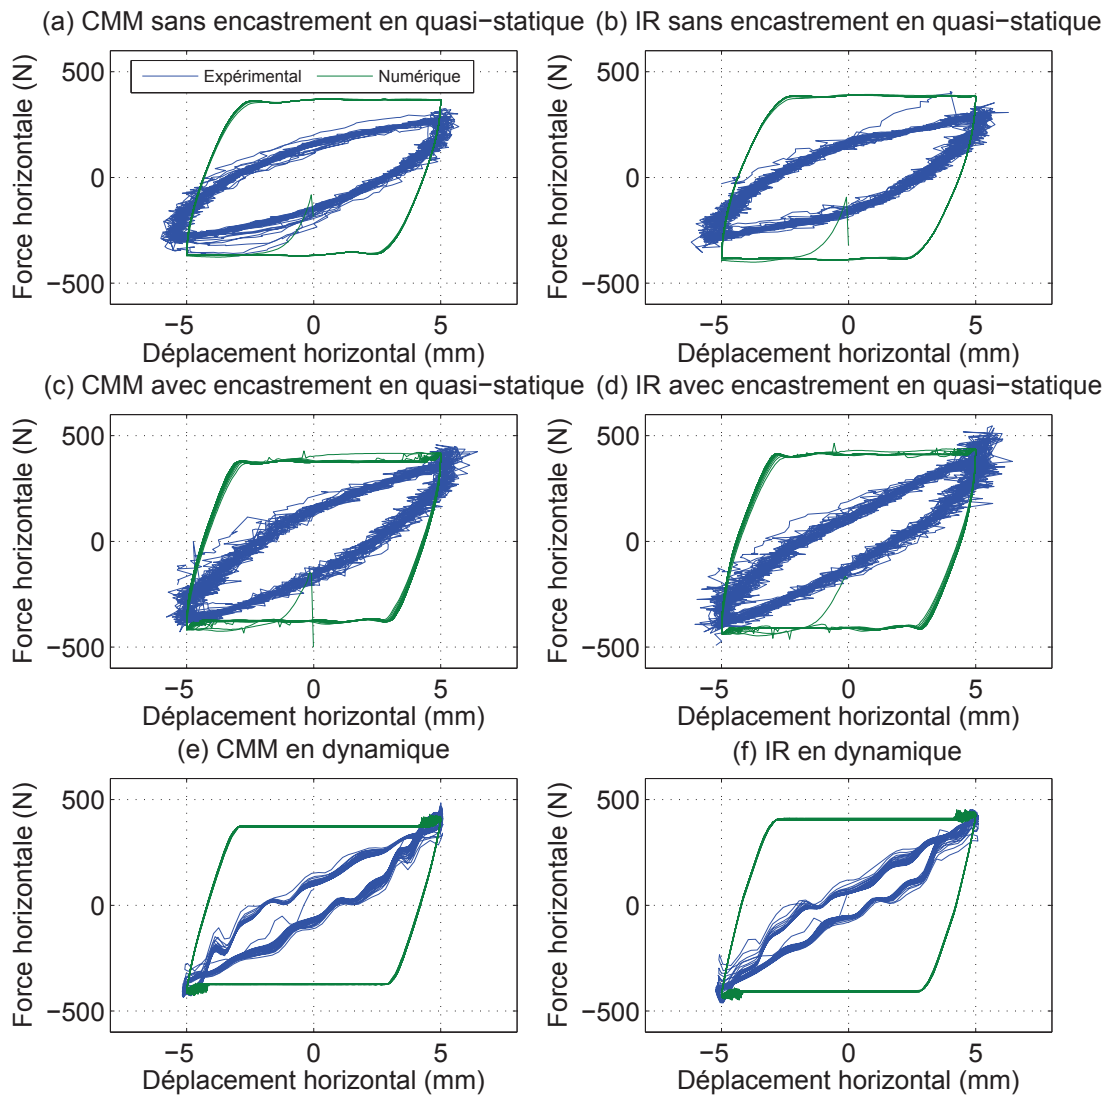 (a) CMM sans encastrement en quasi−statique
(b) IR sans encastrement en quasi−statique
Expérimental
Numérique
500
0
−500
Force horizontale (N)
−5
0
5
Déplacement horizontal (mm)
500
0
−500
Force horizontale (N)
−5
0
5
Déplacement horizontal (mm)
(c) CMM avec encastrement en quasi−statique
(d) IR avec encastrement en quasi−statique
500
0
−500
Force horizontale (N)
−5
0
5
Déplacement horizontal (mm)
500
0
−500
Force horizontale (N)
−5
0
5
Déplacement horizontal (mm)
(e) CMM en dynamique
(f) IR en dynamique
500
0
−500
Force horizontale (N)
−5
0
5
Déplacement horizontal (mm)
500
0
−500
Force horizontale (N)
−5
0
5
Déplacement horizontal (mm)